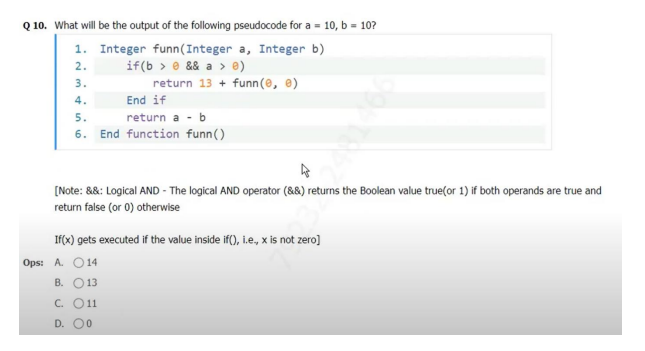 Q 10. What will be the output of the following pseudocode for a = 10, b = 10?
1. Integer funn(Integer a, Integer b)
2. if(b > 0 && a > 0)
3. return 13 + funn(0, 0)
4. End if
5. return a - b
6. End function funn()
[Note: &&: Logical AND - The logical AND operator (&&) returns the Boolean value true(or 1) if both operands are true and
return false (or 0) otherwise
If(x) gets executed if the value inside if(), i.e., x is not zero]
Ops: A. 14
B. 13
C. 11
D. 0